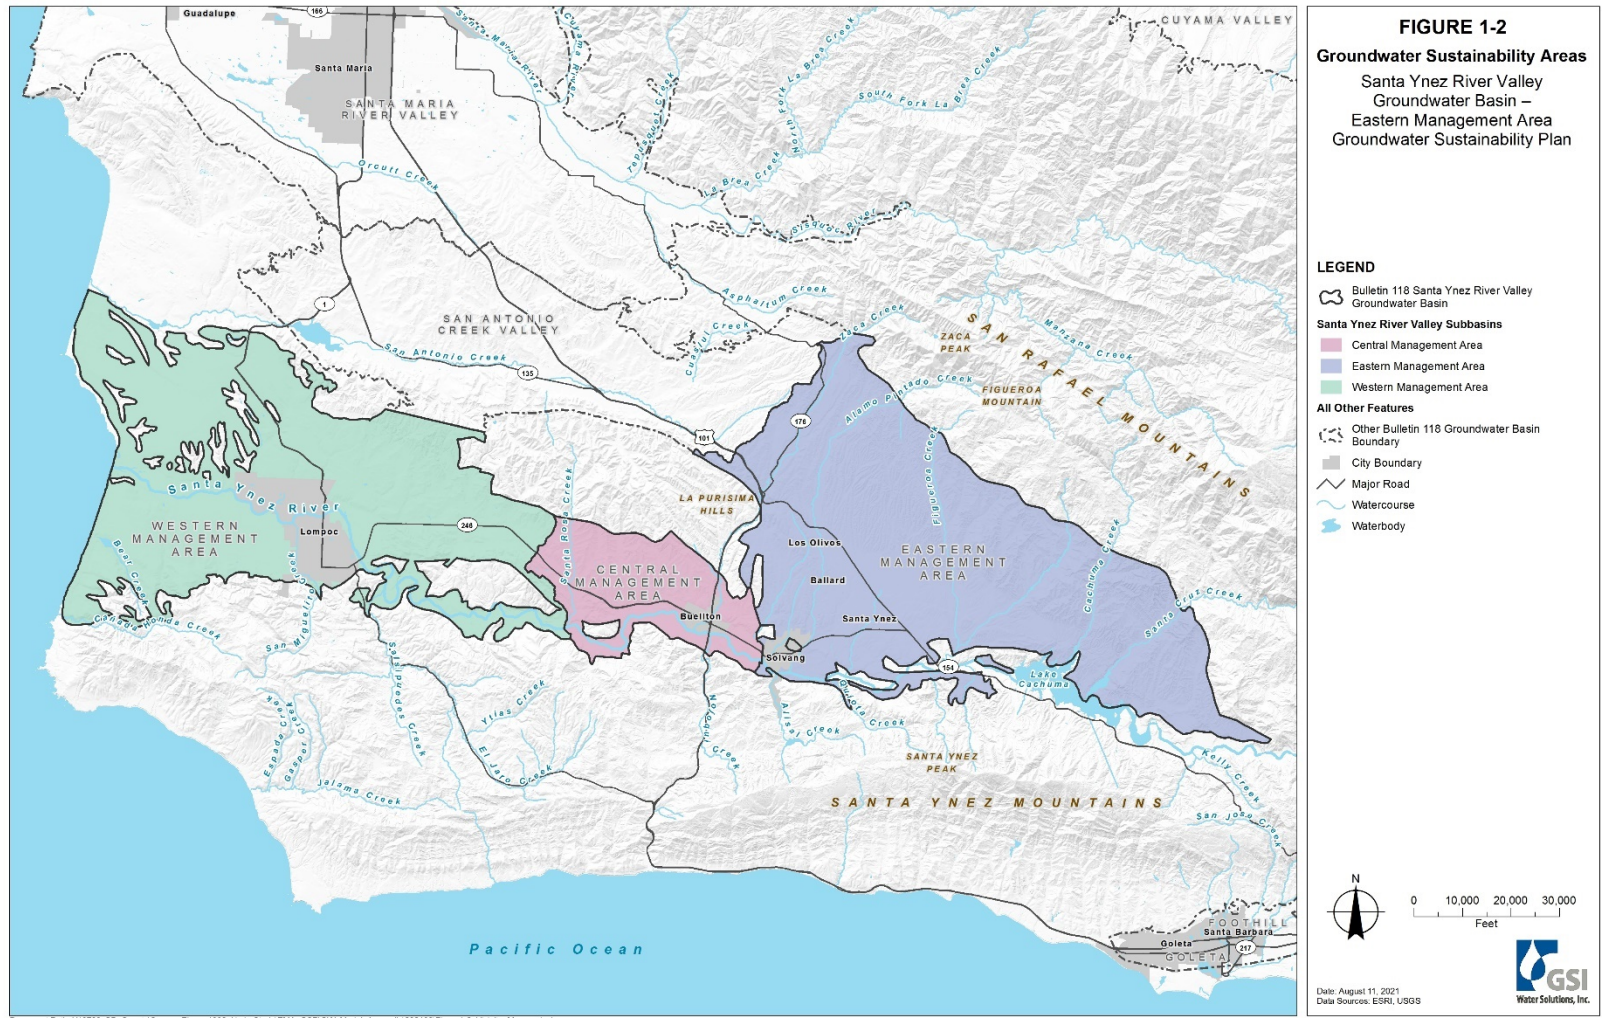 FIGURE 1-2
Groundwater Sustainability Areas
Santa Ynez River Valley
Groundwater Basin –
Eastern Management Area
Groundwater Sustainability Plan
LEGEND
Bulletin 118 Santa Ynez River Valley
Groundwater Basin
Santa Ynez River Valley Subbasins
Central Management Area
Eastern Management Area
Western Management Area
All Other Features
Other Bulletin 118 Groundwater Basin
Boundary
City Boundary
Major Road
Watercourse
Waterbody
N
0 10,000 20,000 30,000
Feet
GSI
Water Solutions, Inc.
Date: August 11, 2021
Data Sources: ESRI, USGS
Guadalupe
166
Santa Maria River
Cuyama River
CUYAMA VALLEY
Santa Maria
SANTA MARIA
RIVER VALLEY
Tepusquet Creek
North Fork La Brea Creek
South Fork La Brea Creek
La Brea Creek
Orcutt Creek
Sisquoc River
1
SAN ANTONIO
CREEK VALLEY
Asphaltum Creek
Cuaslui Creek
Zaca Creek
ZACA
PEAK
SAN RAFAEL MOUNTAINS
Manzana Creek
San Antonio Creek
135
Alamo Pintado Creek
FIGUEROA
MOUNTAIN
101
176
Figueroa Creek
LA PURISIMA
HILLS
Santa Ynez River
WESTERN
MANAGEMENT
AREA
Lompoc
246
Santa Rosa Creek
CENTRAL
MANAGEMENT
AREA
Los Olivos
EASTERN
MANAGEMENT
AREA
Ballard
Bear Creek
Cachuma Creek
Santa Cruz Creek
Buellton
Santa Ynez
Cañada Honda Creek
San Miguelito Creek
Solvang
154
Lake
Cachuma
Salsipuedes Creek
Ytias Creek
Nojoqui Creek
Alisal Creek
Quiota Creek
Espada Creek
Gasper Creek
El Jaro Creek
Jalama Creek
SANTA YNEZ
PEAK
Kelly Creek
SANTA YNEZ MOUNTAINS
San Jose Creek
FOOTHILL
Santa Barbara
Goleta
217
GOLETA
Pacific Ocean